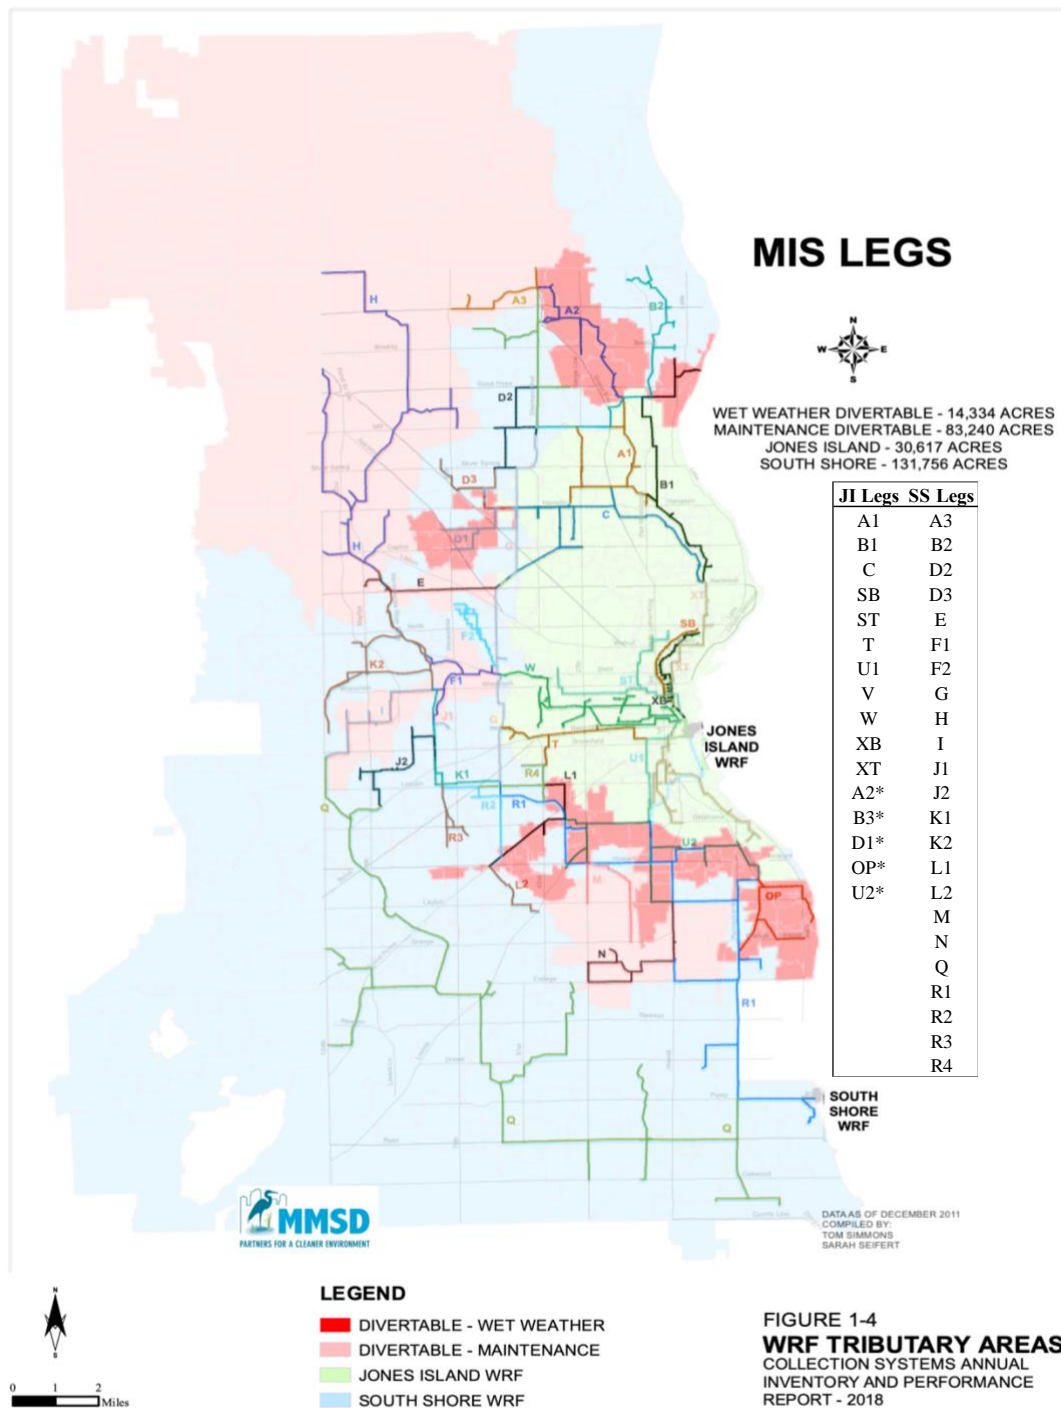 MIS LEGS
N
W E
S
WET WEATHER DIVERTABLE - 14,334 ACRES
MAINTENANCE DIVERTABLE - 83,240 ACRES
JONES ISLAND - 30,617 ACRES
SOUTH SHORE - 131,756 ACRES
JI Legs SS Legs
A1 A3
B1 B2
C D2
SB D3
ST E
T F1
U1 F2
V G
W H
XB I
XT J1
A2* J2
B3* K1
D1* K2
OP* L1
U2* L2
M
N
Q
R1
R2
R3
R4
H
A3
A2
B2
D2
A1
D3
B1
C
D1
G
H
E
XT
F2
SB
K2
W
XT
F1
ST
I
XB
J1
G
JONES
ISLAND
WRF
T
U1
J2
R4
L1
K1
Q
R2
R1
R3
U2
L2
M
OP
N
R1
Q
Q
SOUTH
SHORE
WRF
MMSD
PARTNERS FOR A CLEANER ENVIRONMENT
DATA AS OF DECEMBER 2011
COMPILED BY:
TOM SIMMONS
SARAH SEIFERT
LEGEND
DIVERTABLE - WET WEATHER
DIVERTABLE - MAINTENANCE
JONES ISLAND WRF
SOUTH SHORE WRF
N
S
0 1 2
Miles
FIGURE 1-4
WRF TRIBUTARY AREAS
COLLECTION SYSTEMS ANNUAL
INVENTORY AND PERFORMANCE
REPORT - 2018